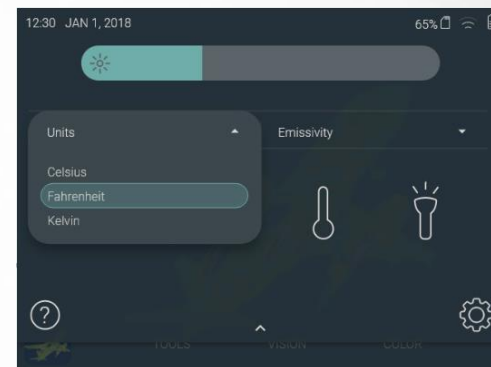 12:30 JAN 1, 2018 65%
Units Emissivity
Celsius
Fahrenheit
Kelvin
?
TOOLS VISION COLOR